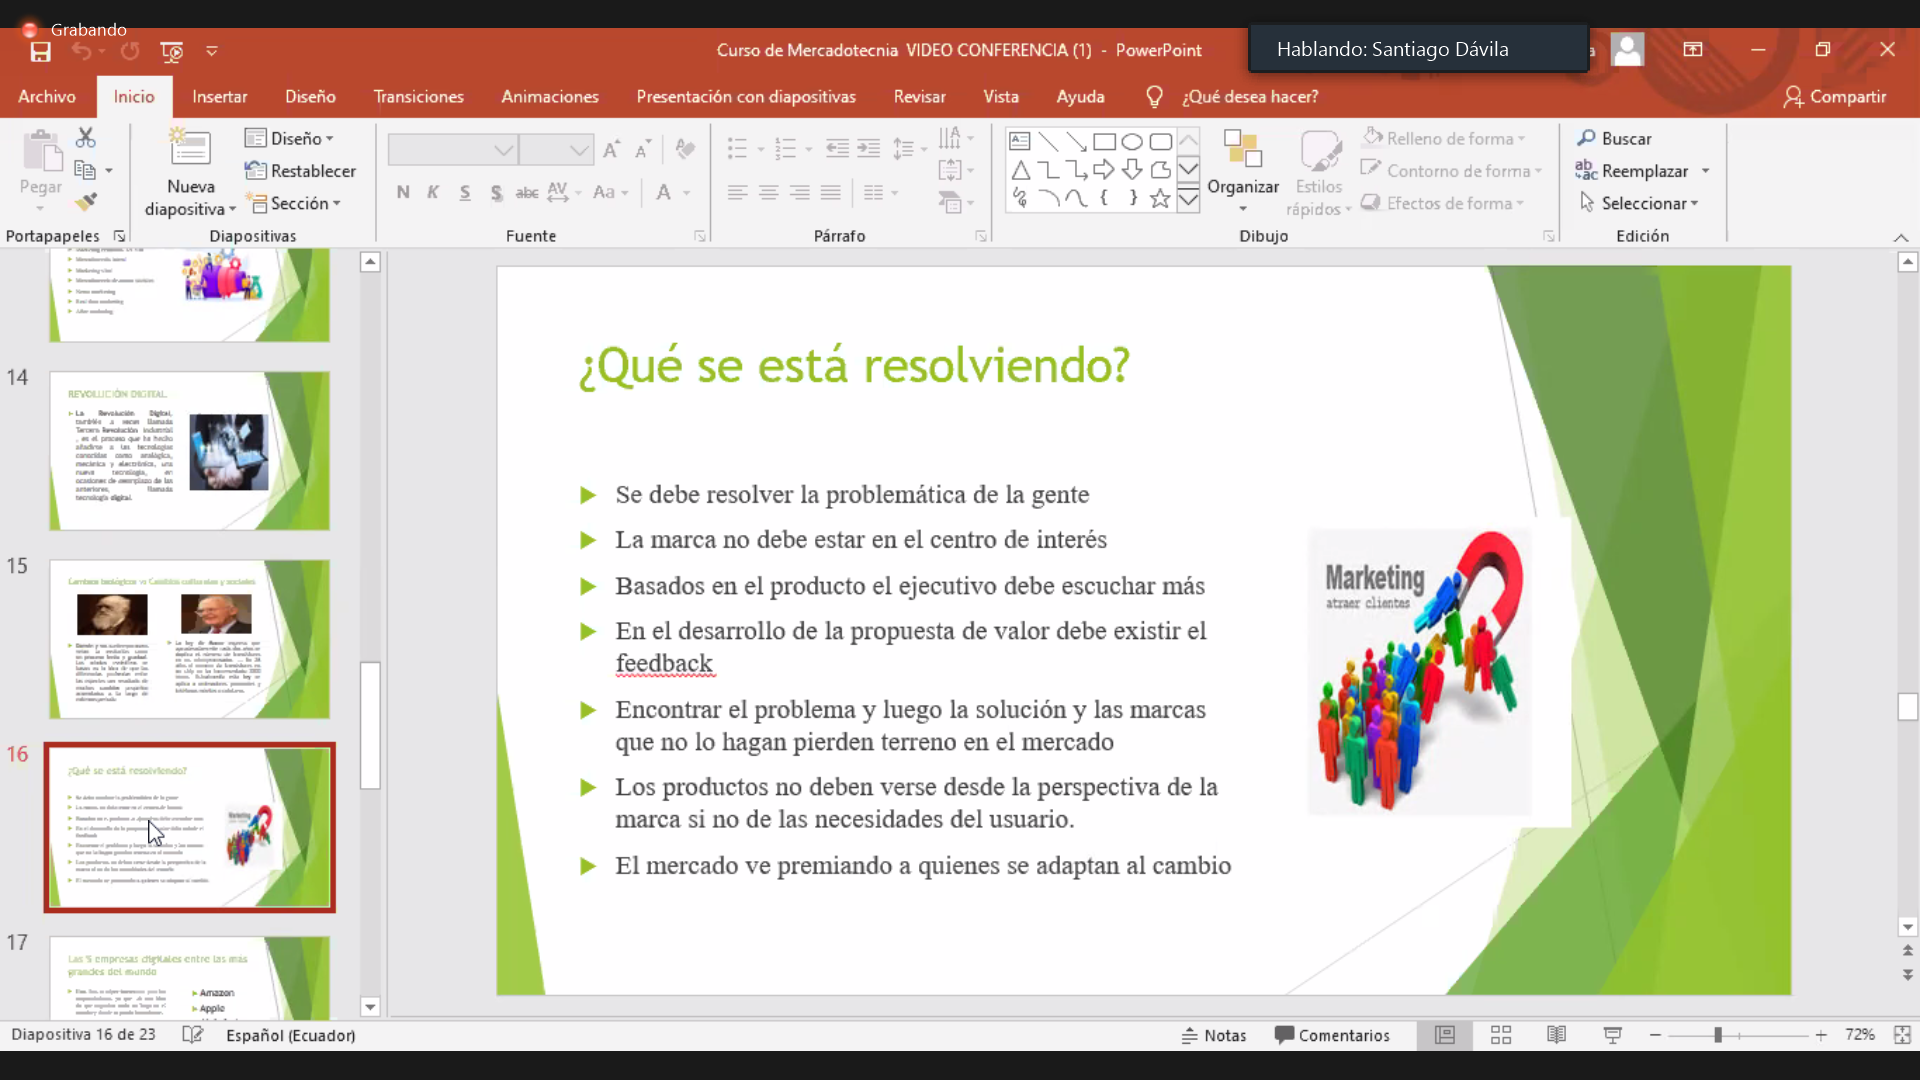 Grabando
Curso de Mercadotecnia VIDEO CONFERENCIA (1) - PowerPoint
Hablando: Santiago Dávila
Archivo Inicio Insertar Diseño Transiciones Animaciones Presentación con diapositivas Revisar Vista Ayuda ¿Qué desea hacer? Compartir
Pegar
Nueva diapositiva
Diseño
Restablecer
Sección
N K S S abc AV Aa A
Organizar
Estilos rápidos
Relleno de forma
Contorno de forma
Efectos de forma
Buscar
Reemplazar
Seleccionar
Portapapeles Diapositivas Fuente Párrafo Dibujo Edición
14
REVOLUCIÓN DIGITAL
La Revolución Digital,
15
Cambios biológicos vs Cambios culturales y sociales
16
¿Qué se está resolviendo?
17
Las 5 empresas digitales entre las más
grandes del mundo
Amazon
Apple
¿Qué se está resolviendo?
Se debe resolver la problemática de la gente
La marca no debe estar en el centro de interés
Basados en el producto el ejecutivo debe escuchar más
En el desarrollo de la propuesta de valor debe existir el
feedback
Encontrar el problema y luego la solución y las marcas
que no lo hagan pierden terreno en el mercado
Los productos no deben verse desde la perspectiva de la
marca si no de las necesidades del usuario.
El mercado ve premiando a quienes se adaptan al cambio
Marketing
atraer clientes
Diapositiva 16 de 23 Español (Ecuador) Notas Comentarios 72%